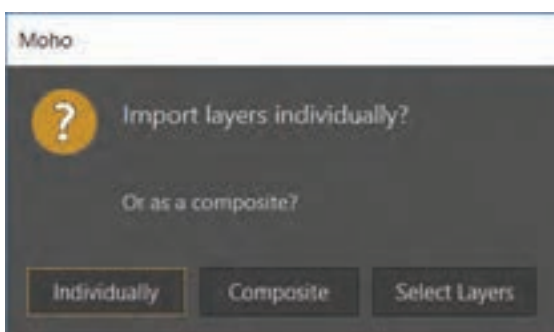 Moho
?
Import layers individually?
Or as a composite?
Individually Composite Select Layers